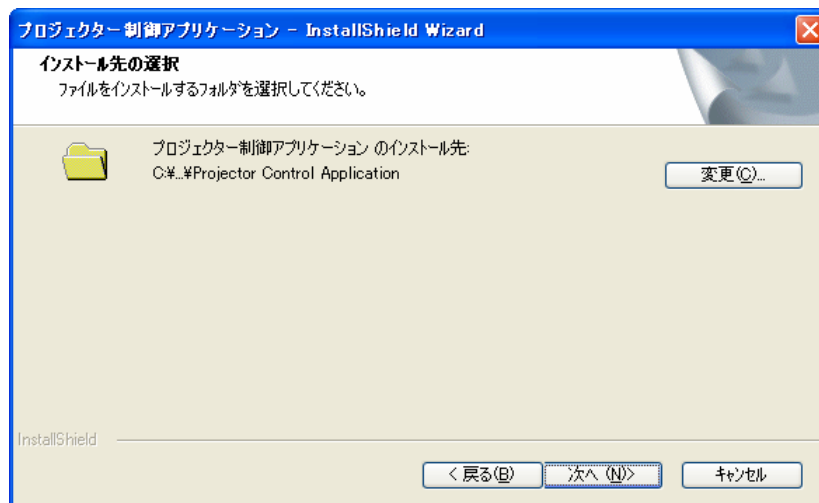 プロジェクター制御アプリケーション - InstallShield Wizard
インストール先の選択
ファイルをインストールするフォルダを選択してください。
プロジェクター制御アプリケーション のインストール先:
C:¥...¥Projector Control Application
変更(C)...
InstallShield
< 戻る(B)
次へ (N)>
キャンセル